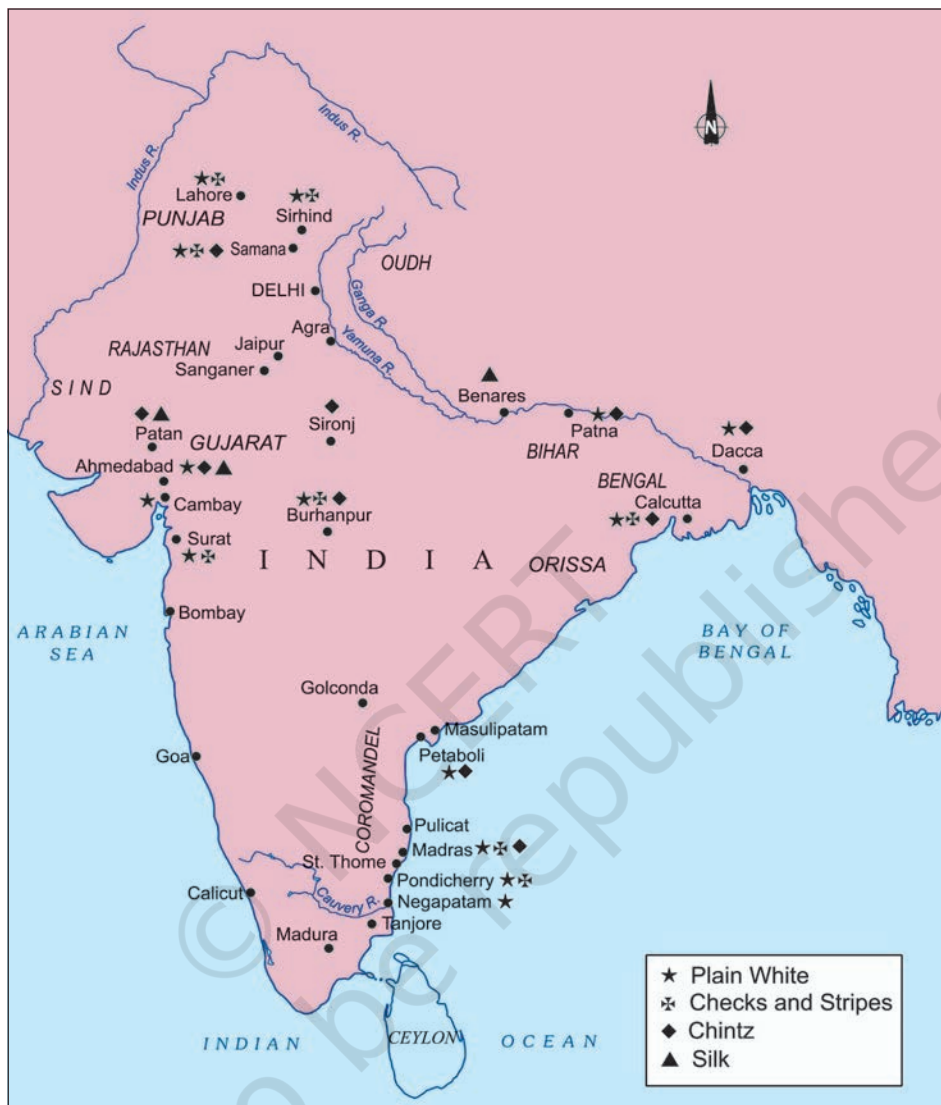 N
Indus R.
Indus R.
Lahore
PUNJAB
Sirhind
Samana
OUDH
DELHI
Ganga R.
Yamuna R.
Agra
RAJASTHAN
Jaipur
Sanganer
SIND
Benares
Patan
Sironj
Patna
GUJARAT
BIHAR
Dacca
Ahmedabad
BENGAL
Cambay
Burhanpur
Calcutta
Surat
INDIA
ORISSA
Bombay
ARABIAN
SEA
BAY OF
BENGAL
Golconda
Masulipatam
Petaboli
Goa
COROMANDEL
Pulicat
Madras
St. Thome
Pondicherry
Calicut
Cauvery R.
Negapatam
Tanjore
Madura
CEYLON
INDIAN
OCEAN
Plain White
Checks and Stripes
Chintz
Silk
© NCERT
o be republishe